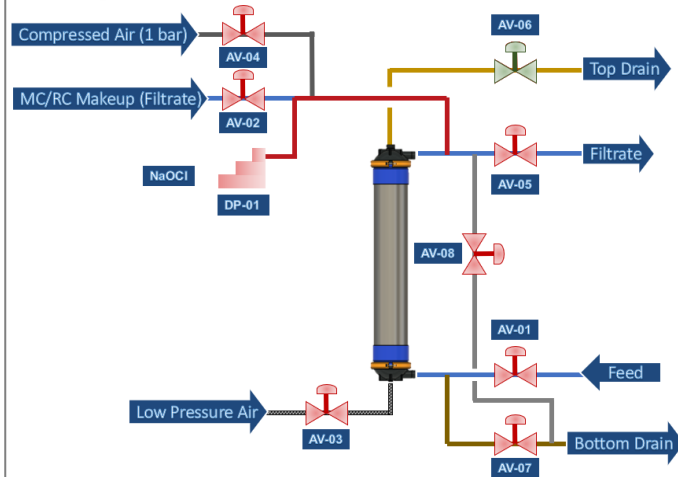 AV-06
Compressed Air (1 bar)
AV-04
Top Drain
MC/RC Makeup (Filtrate)
AV-02
Filtrate
NaOCl
AV-05
DP-01
AV-08
AV-01
Feed
Low Pressure Air
AV-03
Bottom Drain
AV-07